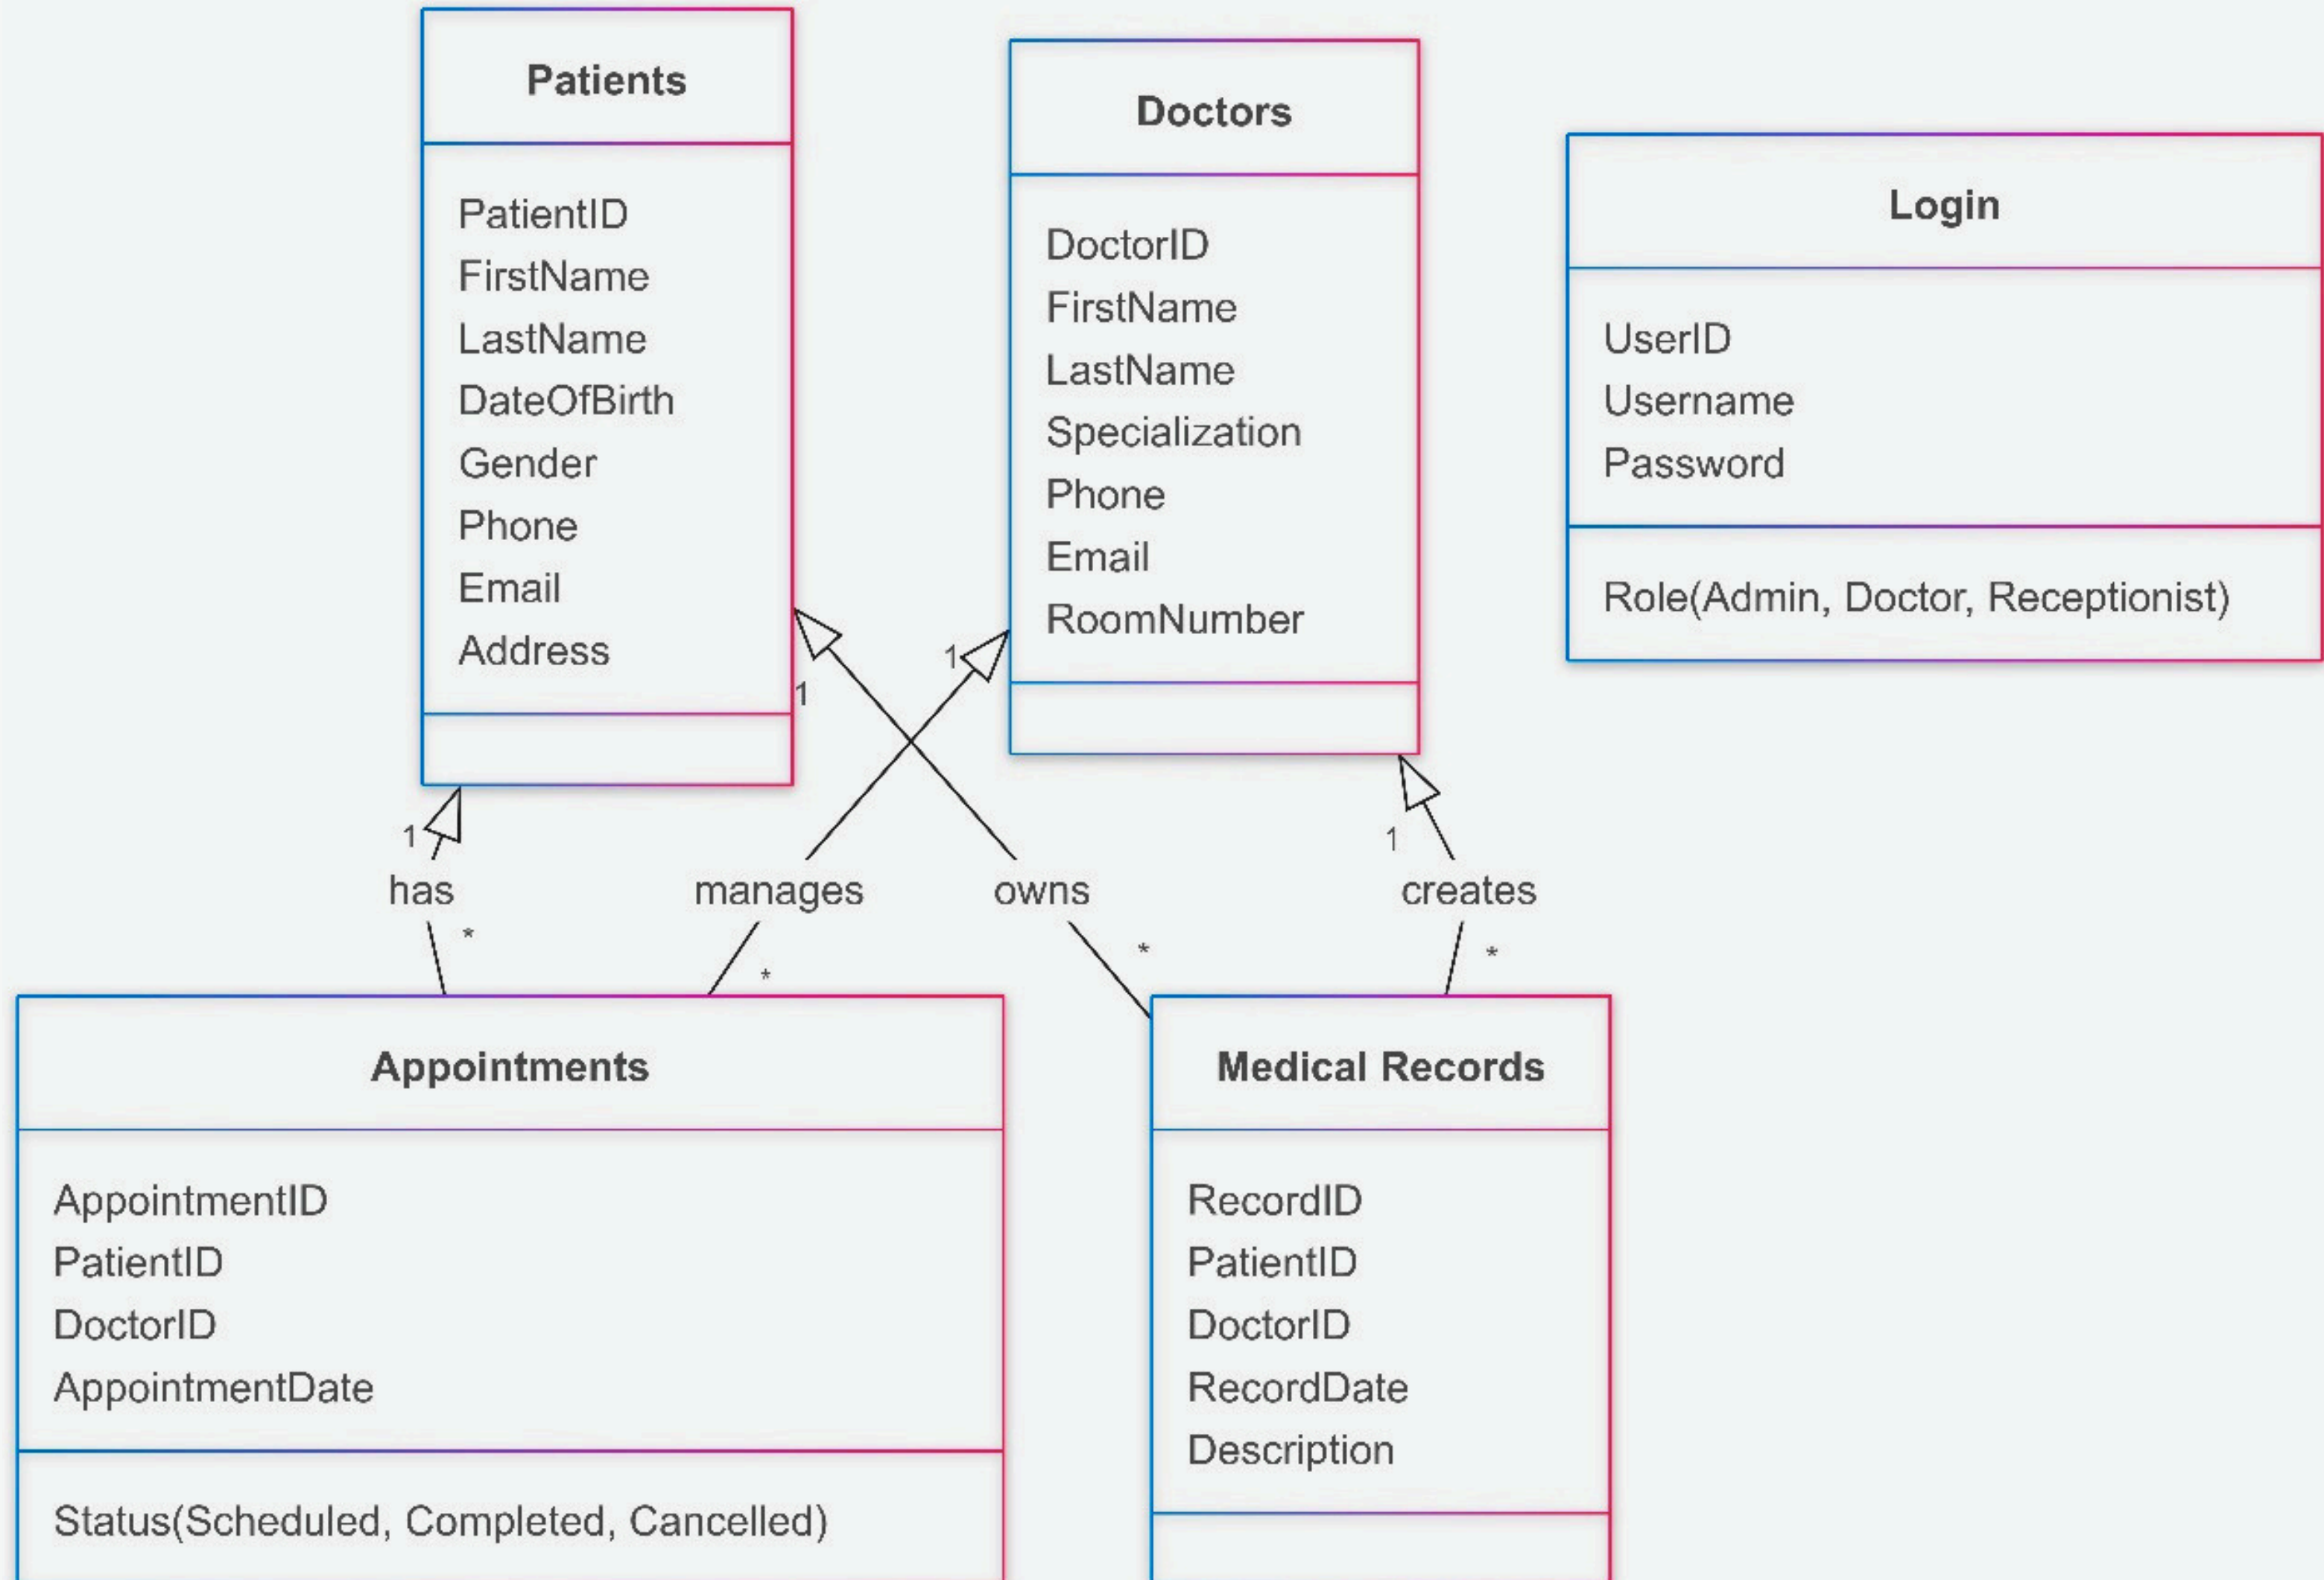 Patients
PatientID
FirstName
LastName
DateOfBirth
Gender
Phone
Email
Address
Doctors
DoctorID
FirstName
LastName
Specialization
Phone
Email
RoomNumber
Login
UserID
Username
Password
Role(Admin, Doctor, Receptionist)
1
has
*
1
manages
*
1
owns
*
1
creates
*
Appointments
AppointmentID
PatientID
DoctorID
AppointmentDate
Status(Scheduled, Completed, Cancelled)
Medical Records
RecordID
PatientID
DoctorID
RecordDate
Description